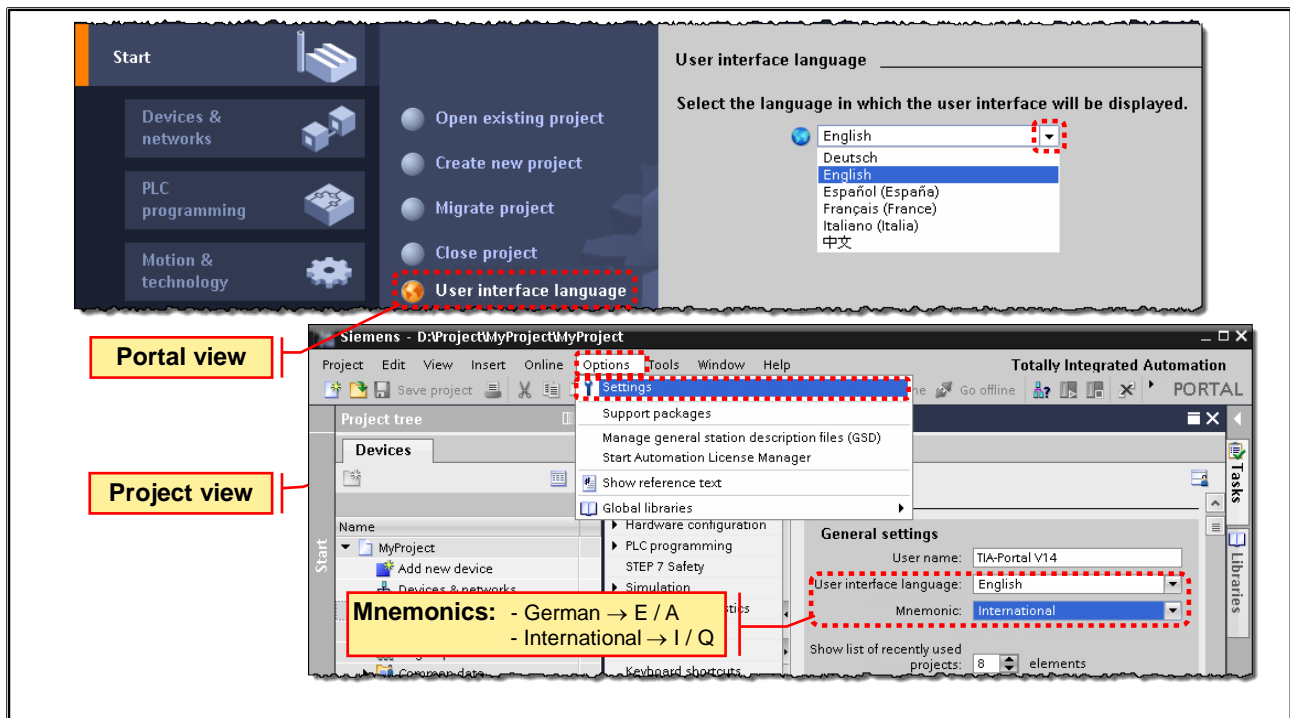 Start
Devices &
networks
PLC
programming
Motion &
technology
Open existing project
Create new project
Migrate project
Close project
User interface language
User interface language
Select the language in which the user interface will be displayed.
English
Deutsch
English
Español (España)
Français (France)
Italiano (Italia)
中文
Portal view
Project view
Siemens - D:\Project\MyProject\MyProject
Project Edit View Insert Online Options Tools Window Help
Totally Integrated Automation
PORTAL
Save project
Go offline
Settings
Support packages
Manage general station description files (GSD)
Start Automation License Manager
Show reference text
Global libraries
Project tree
Devices
Name
MyProject
Add new device
Devices & networks
Common data
Start
Hardware configuration
PLC programming
STEP 7 Safety
Simulation
Keyboard shortcuts
General settings
User name: TIA-Portal V14
User interface language: English
Mnemonic: International
Show list of recently used
projects: 8 elements
Tasks
Libraries
Mnemonics: - German → E / A
- International → I / Q